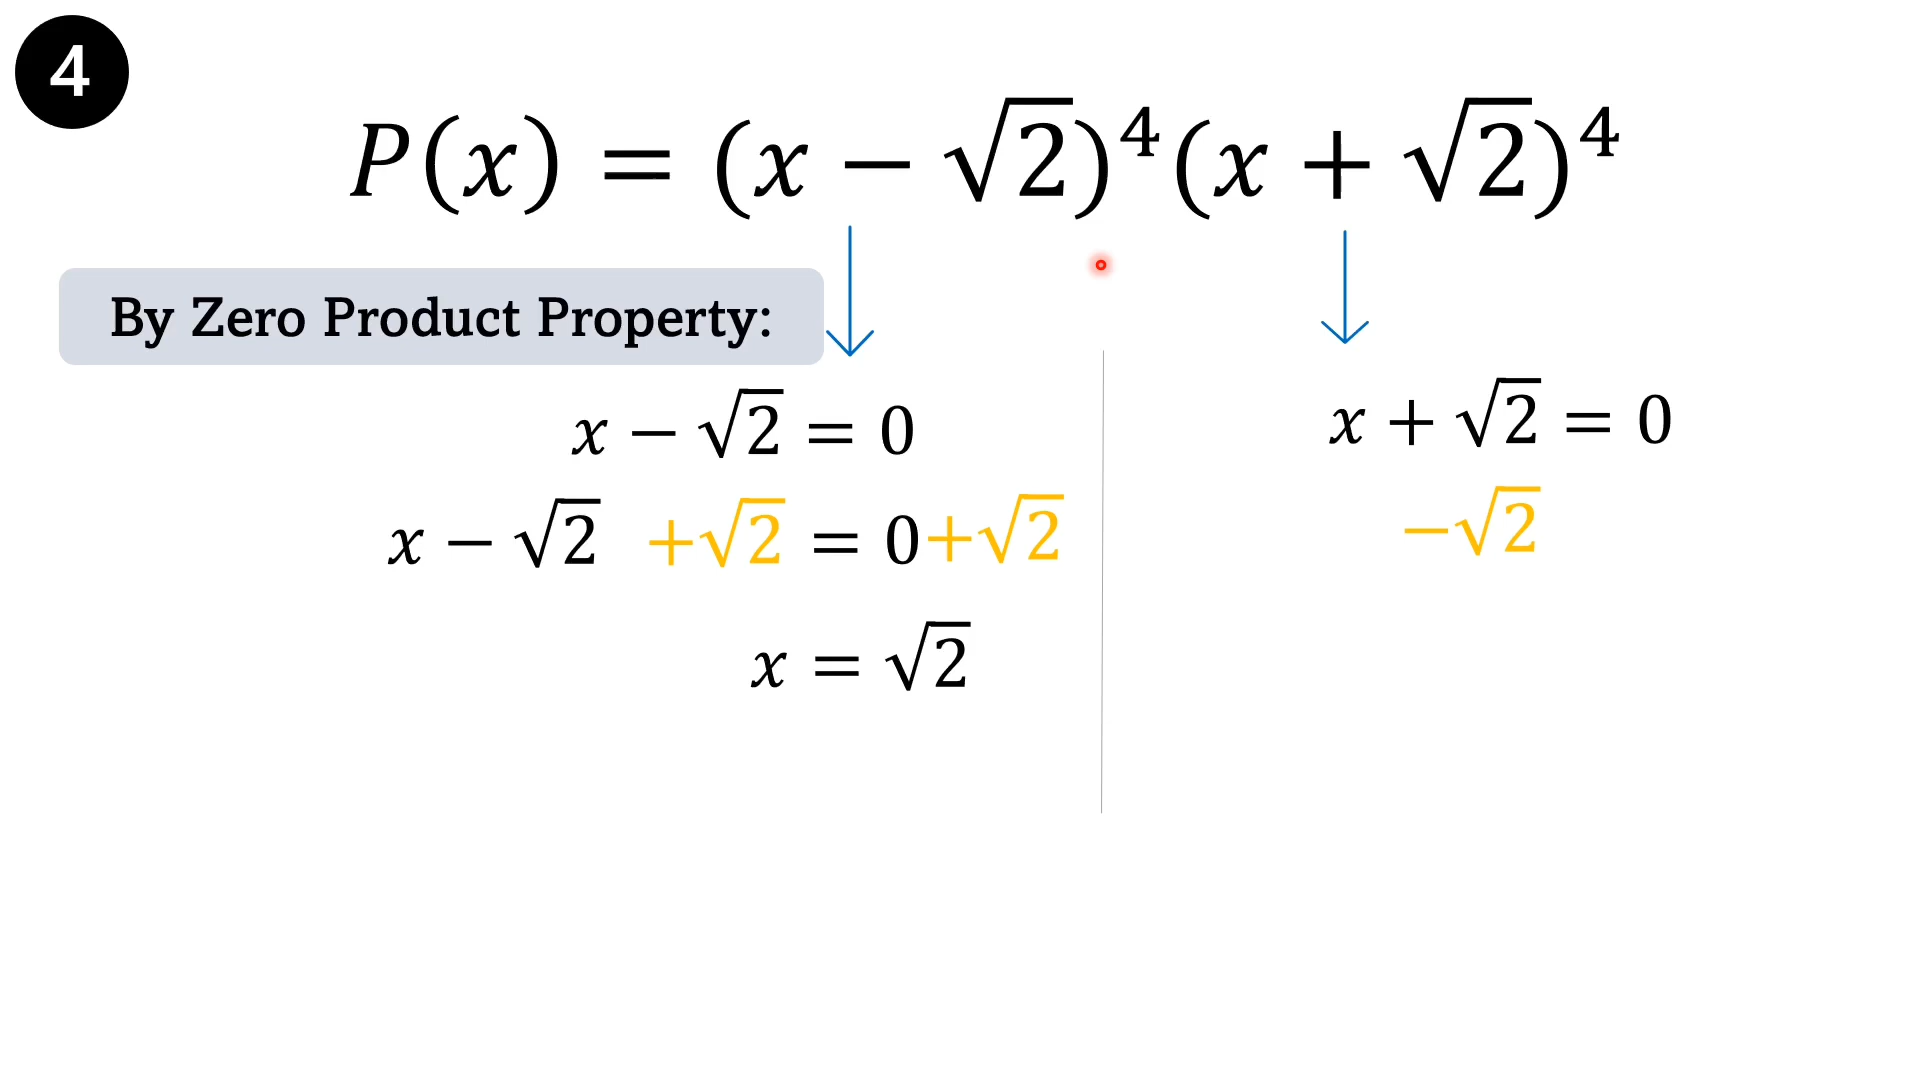 4
P(x) = (x − √2)⁴(x + √2)⁴
By Zero Product Property:
x − √2 = 0
x − √2 +√2 = 0+√2
x = √2
x + √2 = 0
−√2